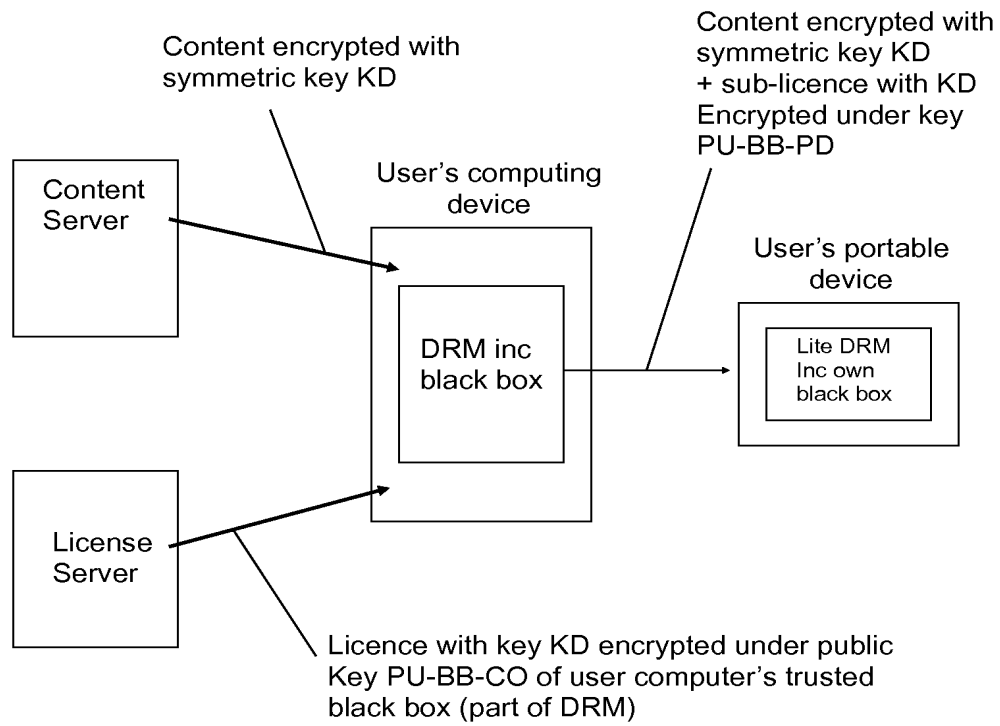 Content encrypted with
symmetric key KD
Content encrypted with
symmetric key KD
+ sub-licence with KD
Encrypted under key
PU-BB-PD
User’s computing
device
Content
Server
User’s portable
device
DRM inc
black box
Lite DRM
Inc own
black box
License
Server
Licence with key KD encrypted under public
Key PU-BB-CO of user computer’s trusted
black box (part of DRM)